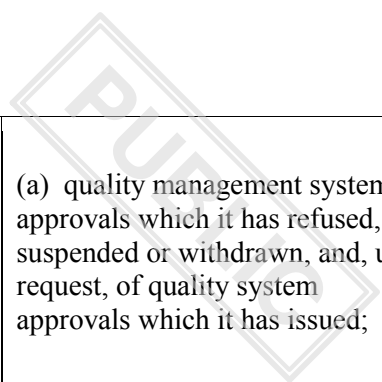 PUBLIC
(a) quality management system
approvals which it has refused,
suspended or withdrawn, and, u
request, of quality system
approvals which it has issued;